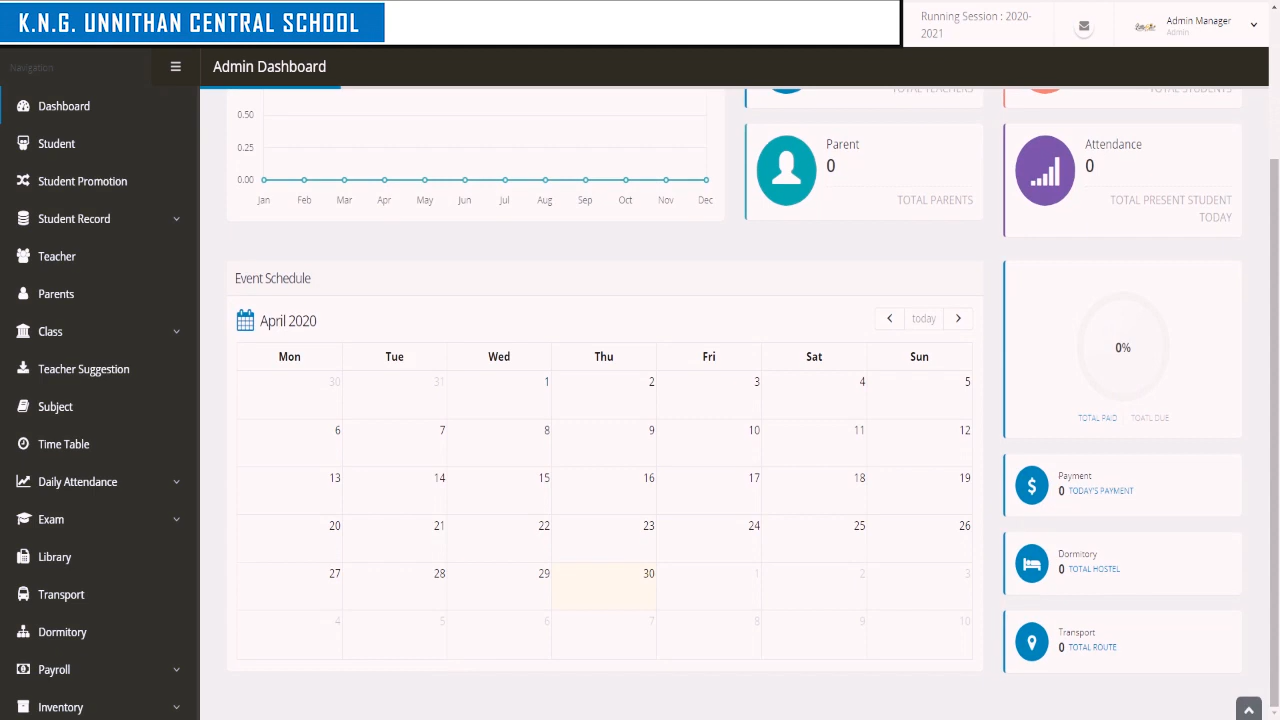 K.N.G. UNNITHAN CENTRAL SCHOOL
Running Session : 2020-
2021
Admin Manager
Admin
Navigation
Admin Dashboard
Dashboard
Student
Student Promotion
Student Record
Teacher
Parents
Class
Teacher Suggestion
Subject
Time Table
Daily Attendance
Exam
Library
Transport
Dormitory
Payroll
Inventory
0.50
0.25
0.00
Jan Feb Mar Apr May Jun Jul Aug Sep Oct Nov Dec
TOTAL TEACHERS
TOTAL STUDENTS
Parent
0
TOTAL PARENTS
Attendance
0
TOTAL PRESENT STUDENT
TODAY
Event Schedule
April 2020
today
Mon Tue Wed Thu Fri Sat Sun
30 31 1 2 3 4 5
6 7 8 9 10 11 12
13 14 15 16 17 18 19
20 21 22 23 24 25 26
27 28 29 30 1 2 3
4 5 6 7 8 9 10
0%
TOTAL PAID TOATL DUE
Payment
0 TODAY'S PAYMENT
Dormitory
0 TOTAL HOSTEL
Transport
0 TOTAL ROUTE